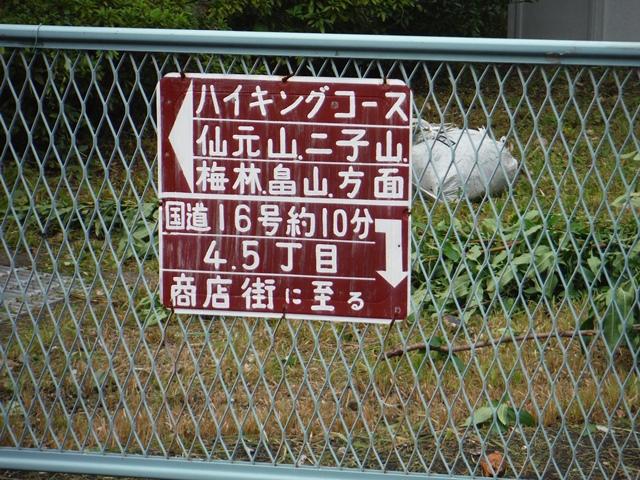 ハイキングコース
仙元山.二子山.
梅林.畠山.方面
国道16号約10分
4.5丁目
商店街に至る